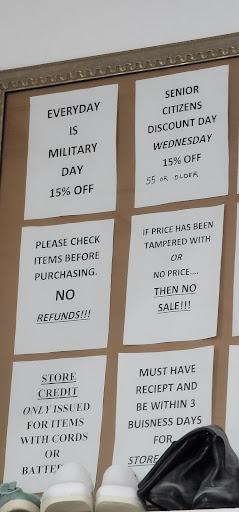 EVERYDAY
IS
MILITARY
DAY
15% OFF
SENIOR
CITIZENS
DISCOUNT DAY
WEDNESDAY
15% OFF
55 OR OLDER
PLEASE CHECK
ITEMS BEFORE
PURCHASING.
NO
REFUNDS!!!
IF PRICE HAS BEEN
TAMPERED WITH
OR
NO PRICE....
THEN NO
SALE!!!
STORE
CREDIT
ONLY ISSUED
FOR ITEMS
WITH CORDS
OR
MUST HAVE
RECIEPT AND
BE WITHIN 3
BUISNESS DAYS
FOR
STORE